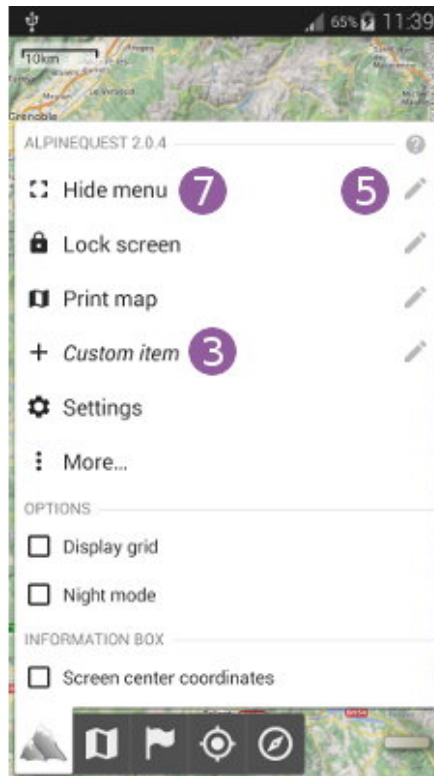 65% 11:39
10km
Grenoble
ALPINEQUEST 2.0.4 ?
Hide menu 7 5
Lock screen
Print map
Custom item 3
Settings
More...
OPTIONS
Display grid
Night mode
INFORMATION BOX
Screen center coordinates